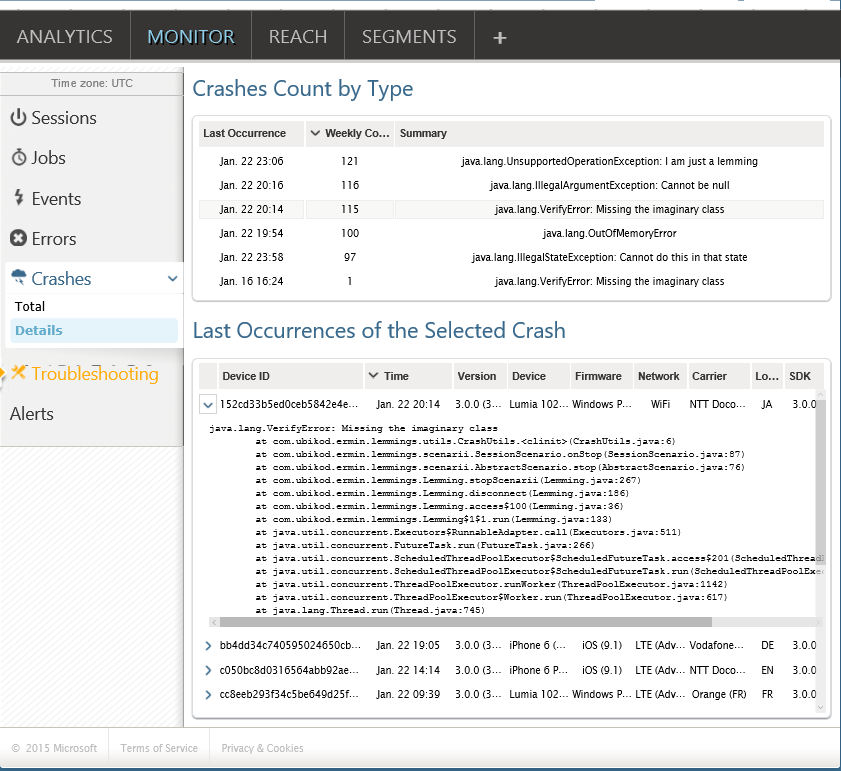 ANALYTICS MONITOR REACH SEGMENTS +
Time zone: UTC
Sessions
Jobs
Events
Errors
Crashes
Total
Details
Troubleshooting
Alerts
Crashes Count by Type
Last Occurrence Weekly Co... Summary
Jan. 22 23:06 121 java.lang.UnsupportedOperationException: I am just a lemming
Jan. 22 20:16 116 java.lang.IllegalArgumentException: Cannot be null
Jan. 22 20:14 115 java.lang.VerifyError: Missing the imaginary class
Jan. 22 19:54 100 java.lang.OutOfMemoryError
Jan. 22 23:58 97 java.lang.IllegalStateException: Cannot do this in that state
Jan. 16 16:24 1 java.lang.VerifyError: Missing the imaginary class
Last Occurrences of the Selected Crash
Device ID Time Version Device Firmware Network Carrier Lo... SDK
152cd33b5ed0ceb5842e4e... Jan. 22 20:14 3.0.0 (3... Lumia 102... Windows P... WiFi NTT Doco... JA 3.0.0
java.lang.VerifyError: Missing the imaginary class
at com.ubikod.ermin.lemmings.utils.CrashUtils.<clinit>(CrashUtils.java:6)
at com.ubikod.ermin.lemmings.scenarii.SessionScenario.onStop(SessionScenario.java:87)
at com.ubikod.ermin.lemmings.scenarii.AbstractScenario.stop(AbstractScenario.java:76)
at com.ubikod.ermin.lemmings.Lemming.stopScenarii(Lemming.java:267)
at com.ubikod.ermin.lemmings.Lemming.disconnect(Lemming.java:186)
at com.ubikod.ermin.lemmings.Lemming.access$100(Lemming.java:36)
at com.ubikod.ermin.lemmings.Lemming$1$1.run(Lemming.java:133)
at java.util.concurrent.Executors$RunnableAdapter.call(Executors.java:511)
at java.util.concurrent.FutureTask.run(FutureTask.java:266)
at java.util.concurrent.ScheduledThreadPoolExecutor$ScheduledFutureTask.access$201(ScheduledThread
at java.util.concurrent.ScheduledThreadPoolExecutor$ScheduledFutureTask.run(ScheduledThreadPoolExe
at java.util.concurrent.ThreadPoolExecutor.runWorker(ThreadPoolExecutor.java:1142)
at java.util.concurrent.ThreadPoolExecutor$Worker.run(ThreadPoolExecutor.java:617)
at java.lang.Thread.run(Thread.java:745)
bb4dd34c740595024650cb... Jan. 22 19:05 3.0.0 (3... iPhone 6 (... iOS (9.1) LTE (Adv... Vodafone... DE 3.0.0
c050bc8d0316564abb92ae... Jan. 22 14:14 3.0.0 (3... iPhone 6 P... iOS (9.1) LTE (Adv... NTT Doco... EN 3.0.0
cc8eeb293f34c5be649d25f... Jan. 22 09:39 3.0.0 (3... Lumia 102... Windows P... LTE (Adv... Orange (FR) FR 3.0.0
© 2015 Microsoft Terms of Service Privacy & Cookies